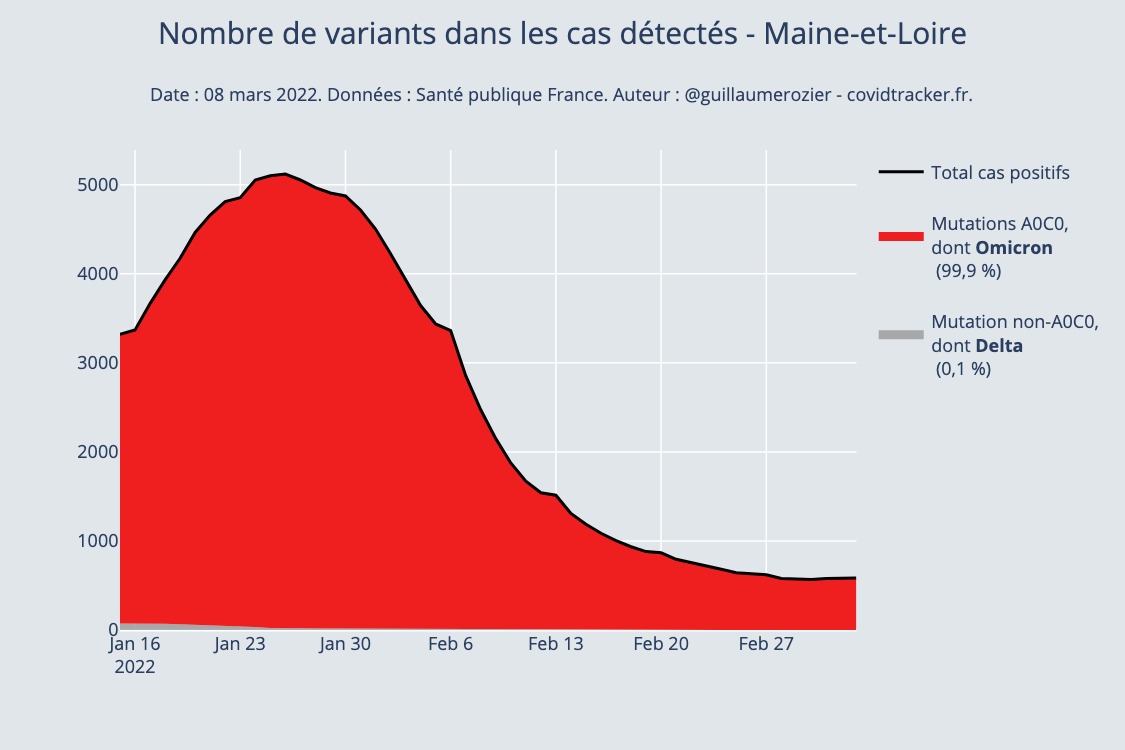 Nombre de variants dans les cas détectés - Maine-et-Loire
Date : 08 mars 2022. Données : Santé publique France. Auteur : @guillaumerozier - covidtracker.fr.
5000
4000
3000
2000
1000
0
Jan 16
2022
Jan 23
Jan 30
Feb 6
Feb 13
Feb 20
Feb 27
Total cas positifs
Mutations A0C0,
dont Omicron
(99,9 %)
Mutation non-A0C0,
dont Delta
(0,1 %)